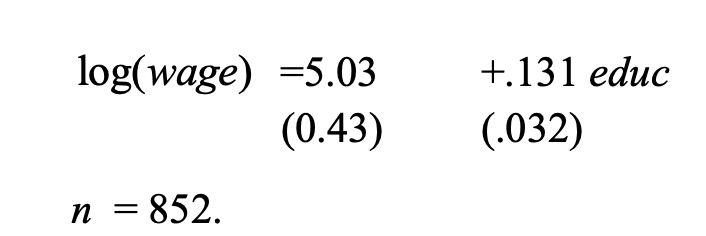 log(wage) =5.03 +.131 educ
(0.43) (.032)
n = 852.